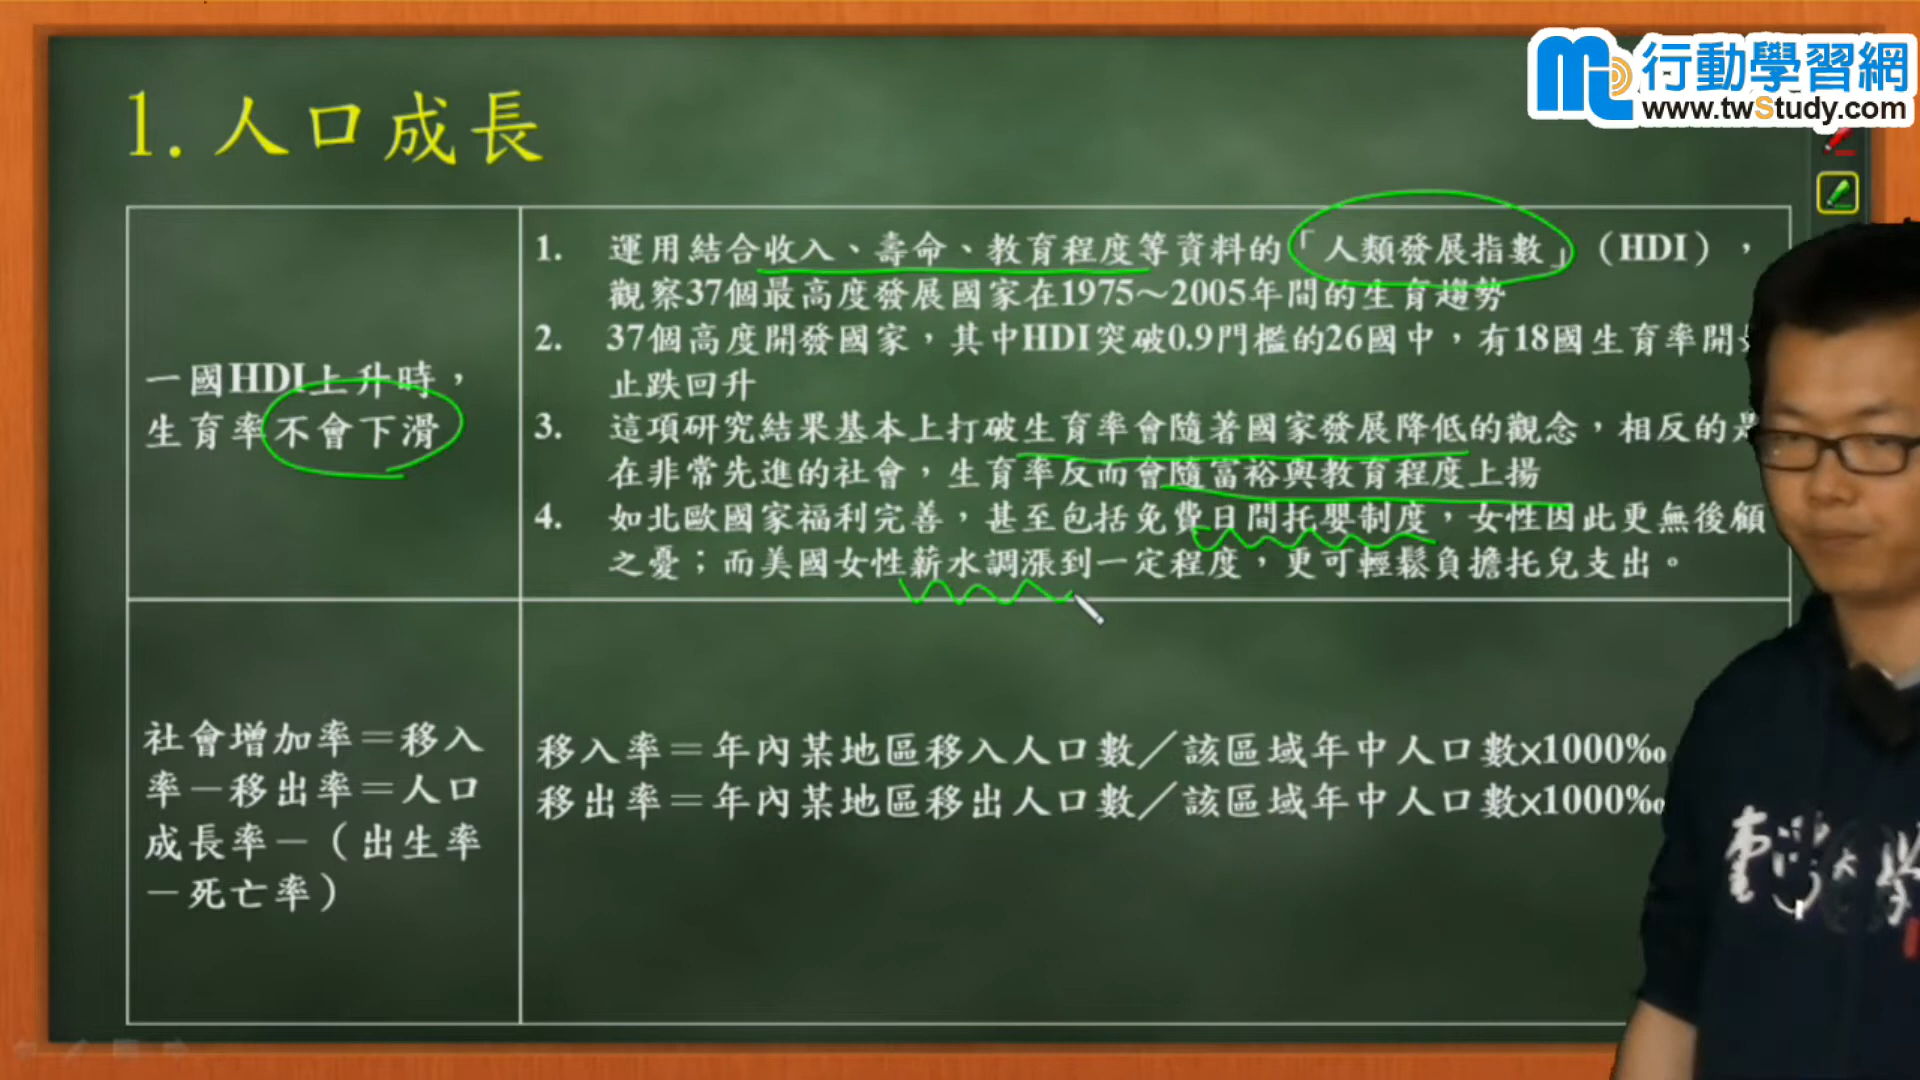 行動學習網
www.twStudy.com
1. 人口成長
一國HDI上升時，
生育率不會下滑
1. 運用結合收入、壽命、教育程度等資料的「人類發展指數」（HDI），
觀察37個最高度發展國家在1975～2005年間的生育趨勢
2. 37個高度開發國家，其中HDI突破0.9門檻的26國中，有18國生育率開
止跌回升
3. 這項研究結果基本上打破生育率會隨著國家發展降低的觀念，相反的是
在非常先進的社會，生育率反而會隨富裕與教育程度上揚
4. 如北歐國家福利完善，甚至包括免費日間托嬰制度，女性因此更無後顧
之憂；而美國女性薪水調漲到一定程度，更可輕鬆負擔托兒支出。
社會增加率＝移入
率－移出率＝人口
成長率－（出生率
－死亡率）
移入率＝年內某地區移入人口數／該區域年中人口數x1000‰
移出率＝年內某地區移出人口數／該區域年中人口數x1000‰
臺灣大學